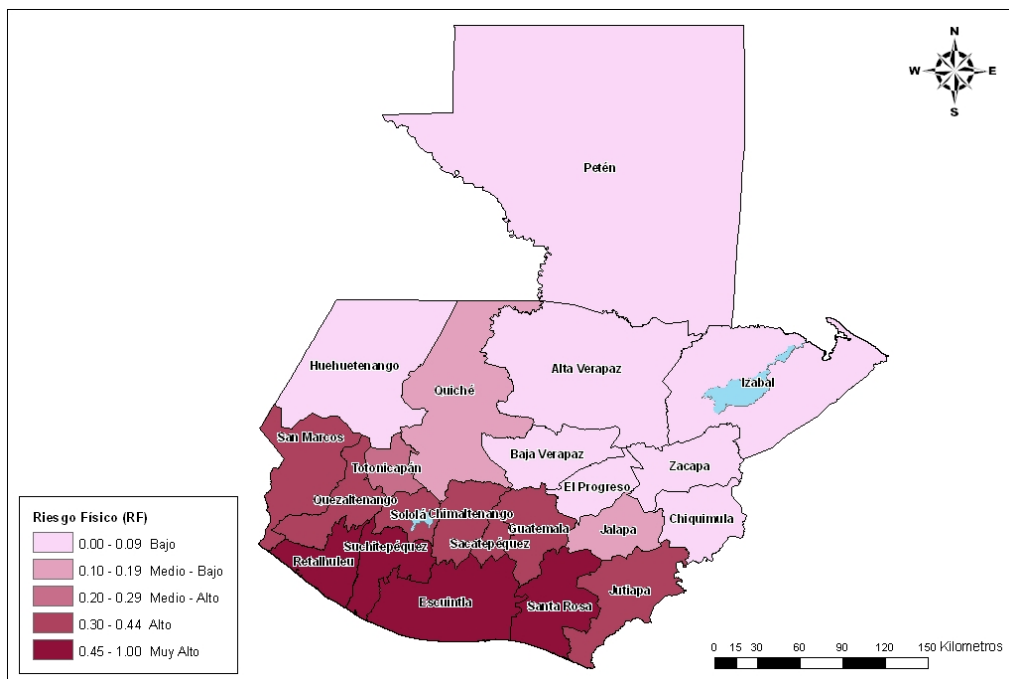 N
W E
S
Petén
Huehuetenango
Quiché
Alta Verapaz
Izabal
San Marcos
Totonicapán
Baja Verapaz
Zacapa
El Progreso
Quezaltenango
Sololá
Chimaltenango
Guatemala
Jalapa
Chiquimula
Suchitepéquez
Sacatepéquez
Retalhuleu
Escuintla
Santa Rosa
Jutiapa
Riesgo Físico (RF)
0.00 - 0.09 Bajo
0.10 - 0.19 Medio - Bajo
0.20 - 0.29 Medio - Alto
0.30 - 0.44 Alto
0.45 - 1.00 Muy Alto
0 15 30 60 90 120 150 Kilometros